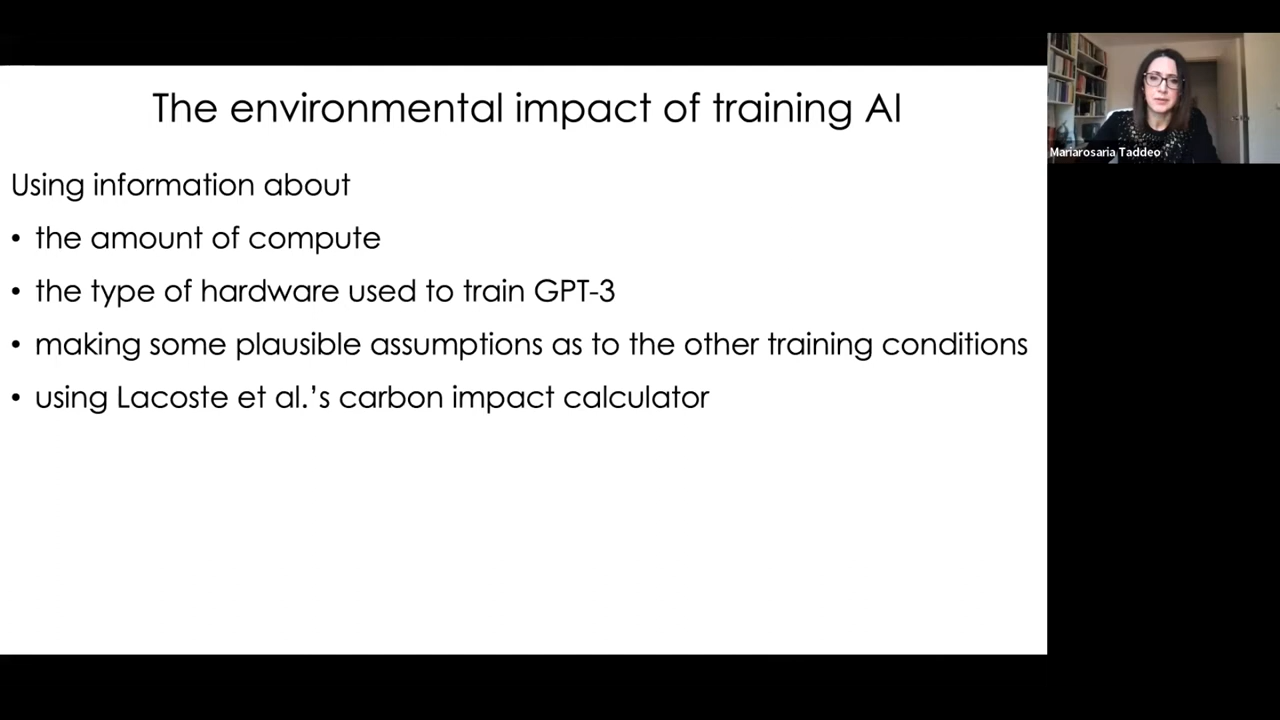 The environmental impact of training AI
Using information about
• the amount of compute
• the type of hardware used to train GPT-3
• making some plausible assumptions as to the other training conditions
• using Lacoste et al.’s carbon impact calculator
Mariarosaria Taddeo